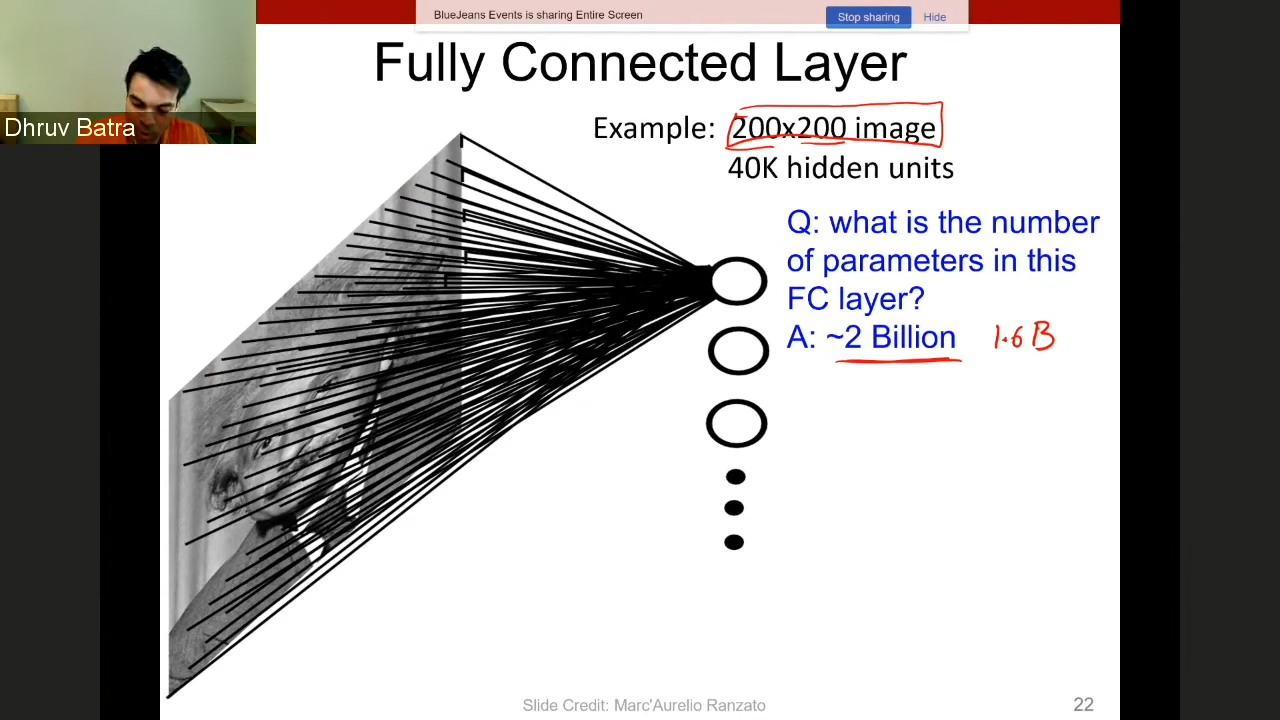 BlueJeans Events is sharing Entire Screen
Stop sharing
Hide
Dhruv Batra
Fully Connected Layer
Example: 200x200 image
40K hidden units
Q: what is the number
of parameters in this
FC layer?
A: ~2 Billion 1.6 B
Slide Credit: Marc'Aurelio Ranzato
22